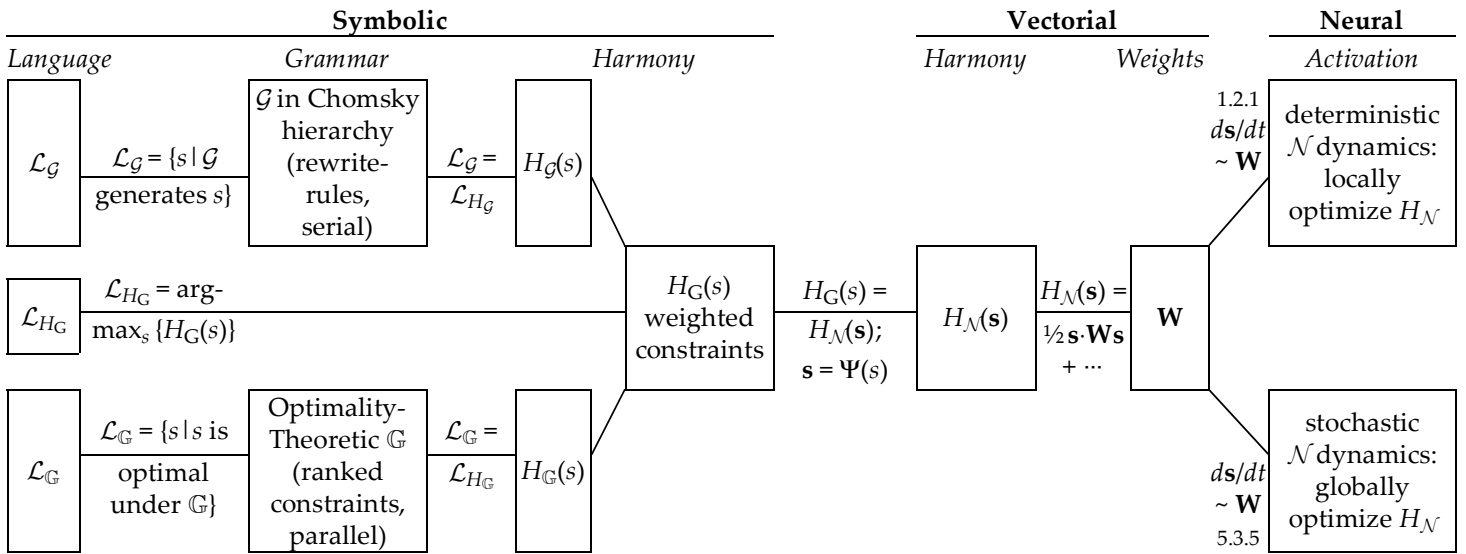 Symbolic
Vectorial
Neural
Language
Grammar
Harmony
Harmony
Weights
Activation
ℒ𝒢
ℒ𝒢 = {s | 𝒢
generates s}
𝒢 in Chomsky
hierarchy
(rewrite-
rules,
serial)
ℒ𝒢 =
ℒH𝒢
H𝒢(s)
1.2.1
ds/dt
~ W
deterministic
𝒩 dynamics:
locally
optimize H𝒩
ℒHG
ℒHG = arg-
maxs {HG(s)}
HG(s)
weighted
constraints
HG(s) =
H𝒩(s);
s = Ψ(s)
H𝒩(s)
H𝒩(s) =
½ s·Ws
+ ···
W
ℒ𝔾
ℒ𝔾 = {s | s is
optimal
under 𝔾}
Optimality-
Theoretic 𝔾
(ranked
constraints,
parallel)
ℒ𝔾 =
ℒH𝔾
H𝔾(s)
ds/dt
~ W
5.3.5
stochastic
𝒩 dynamics:
globally
optimize H𝒩